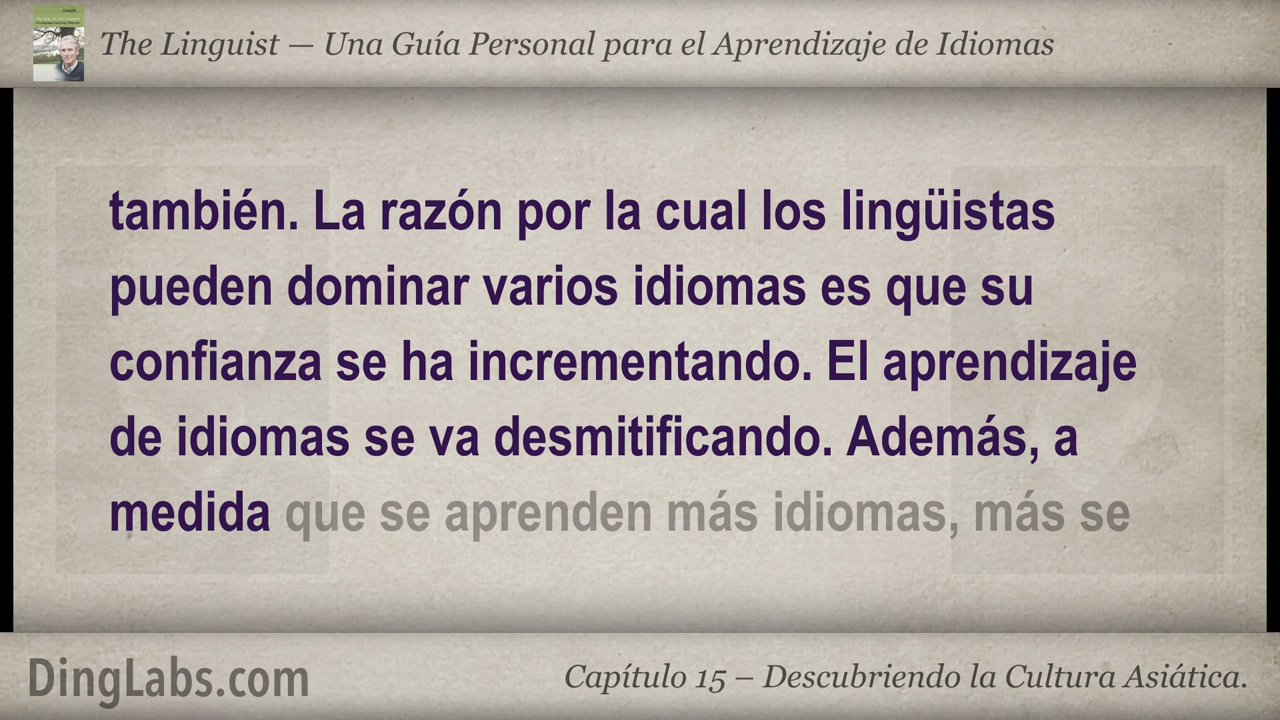 The Linguist — Una Guía Personal para el Aprendizaje de Idiomas
también. La razón por la cual los lingüistas
pueden dominar varios idiomas es que su
confianza se ha incrementando. El aprendizaje
de idiomas se va desmitificando. Además, a
medida que se aprenden más idiomas, más se
DingLabs.com
Capítulo 15 – Descubriendo la Cultura Asiática.